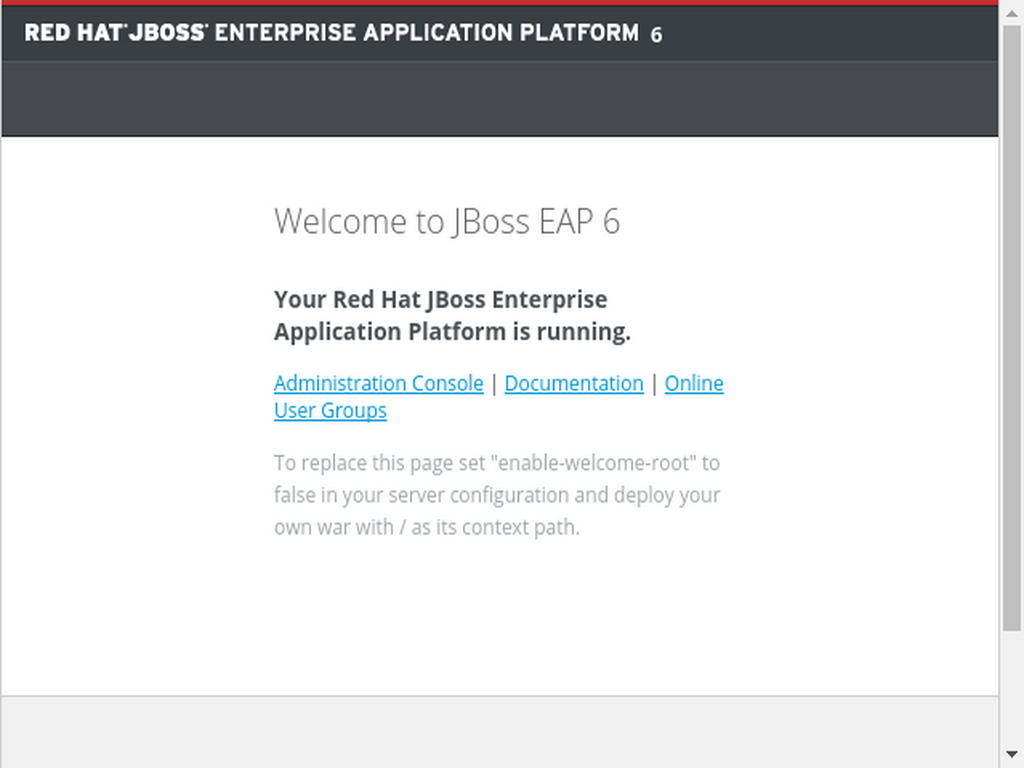 RED HAT JBOSS ENTERPRISE APPLICATION PLATFORM 6
Welcome to JBoss EAP 6
Your Red Hat JBoss Enterprise
Application Platform is running.
Administration Console | Documentation | Online
User Groups
To replace this page set "enable-welcome-root" to
false in your server configuration and deploy your
own war with / as its context path.